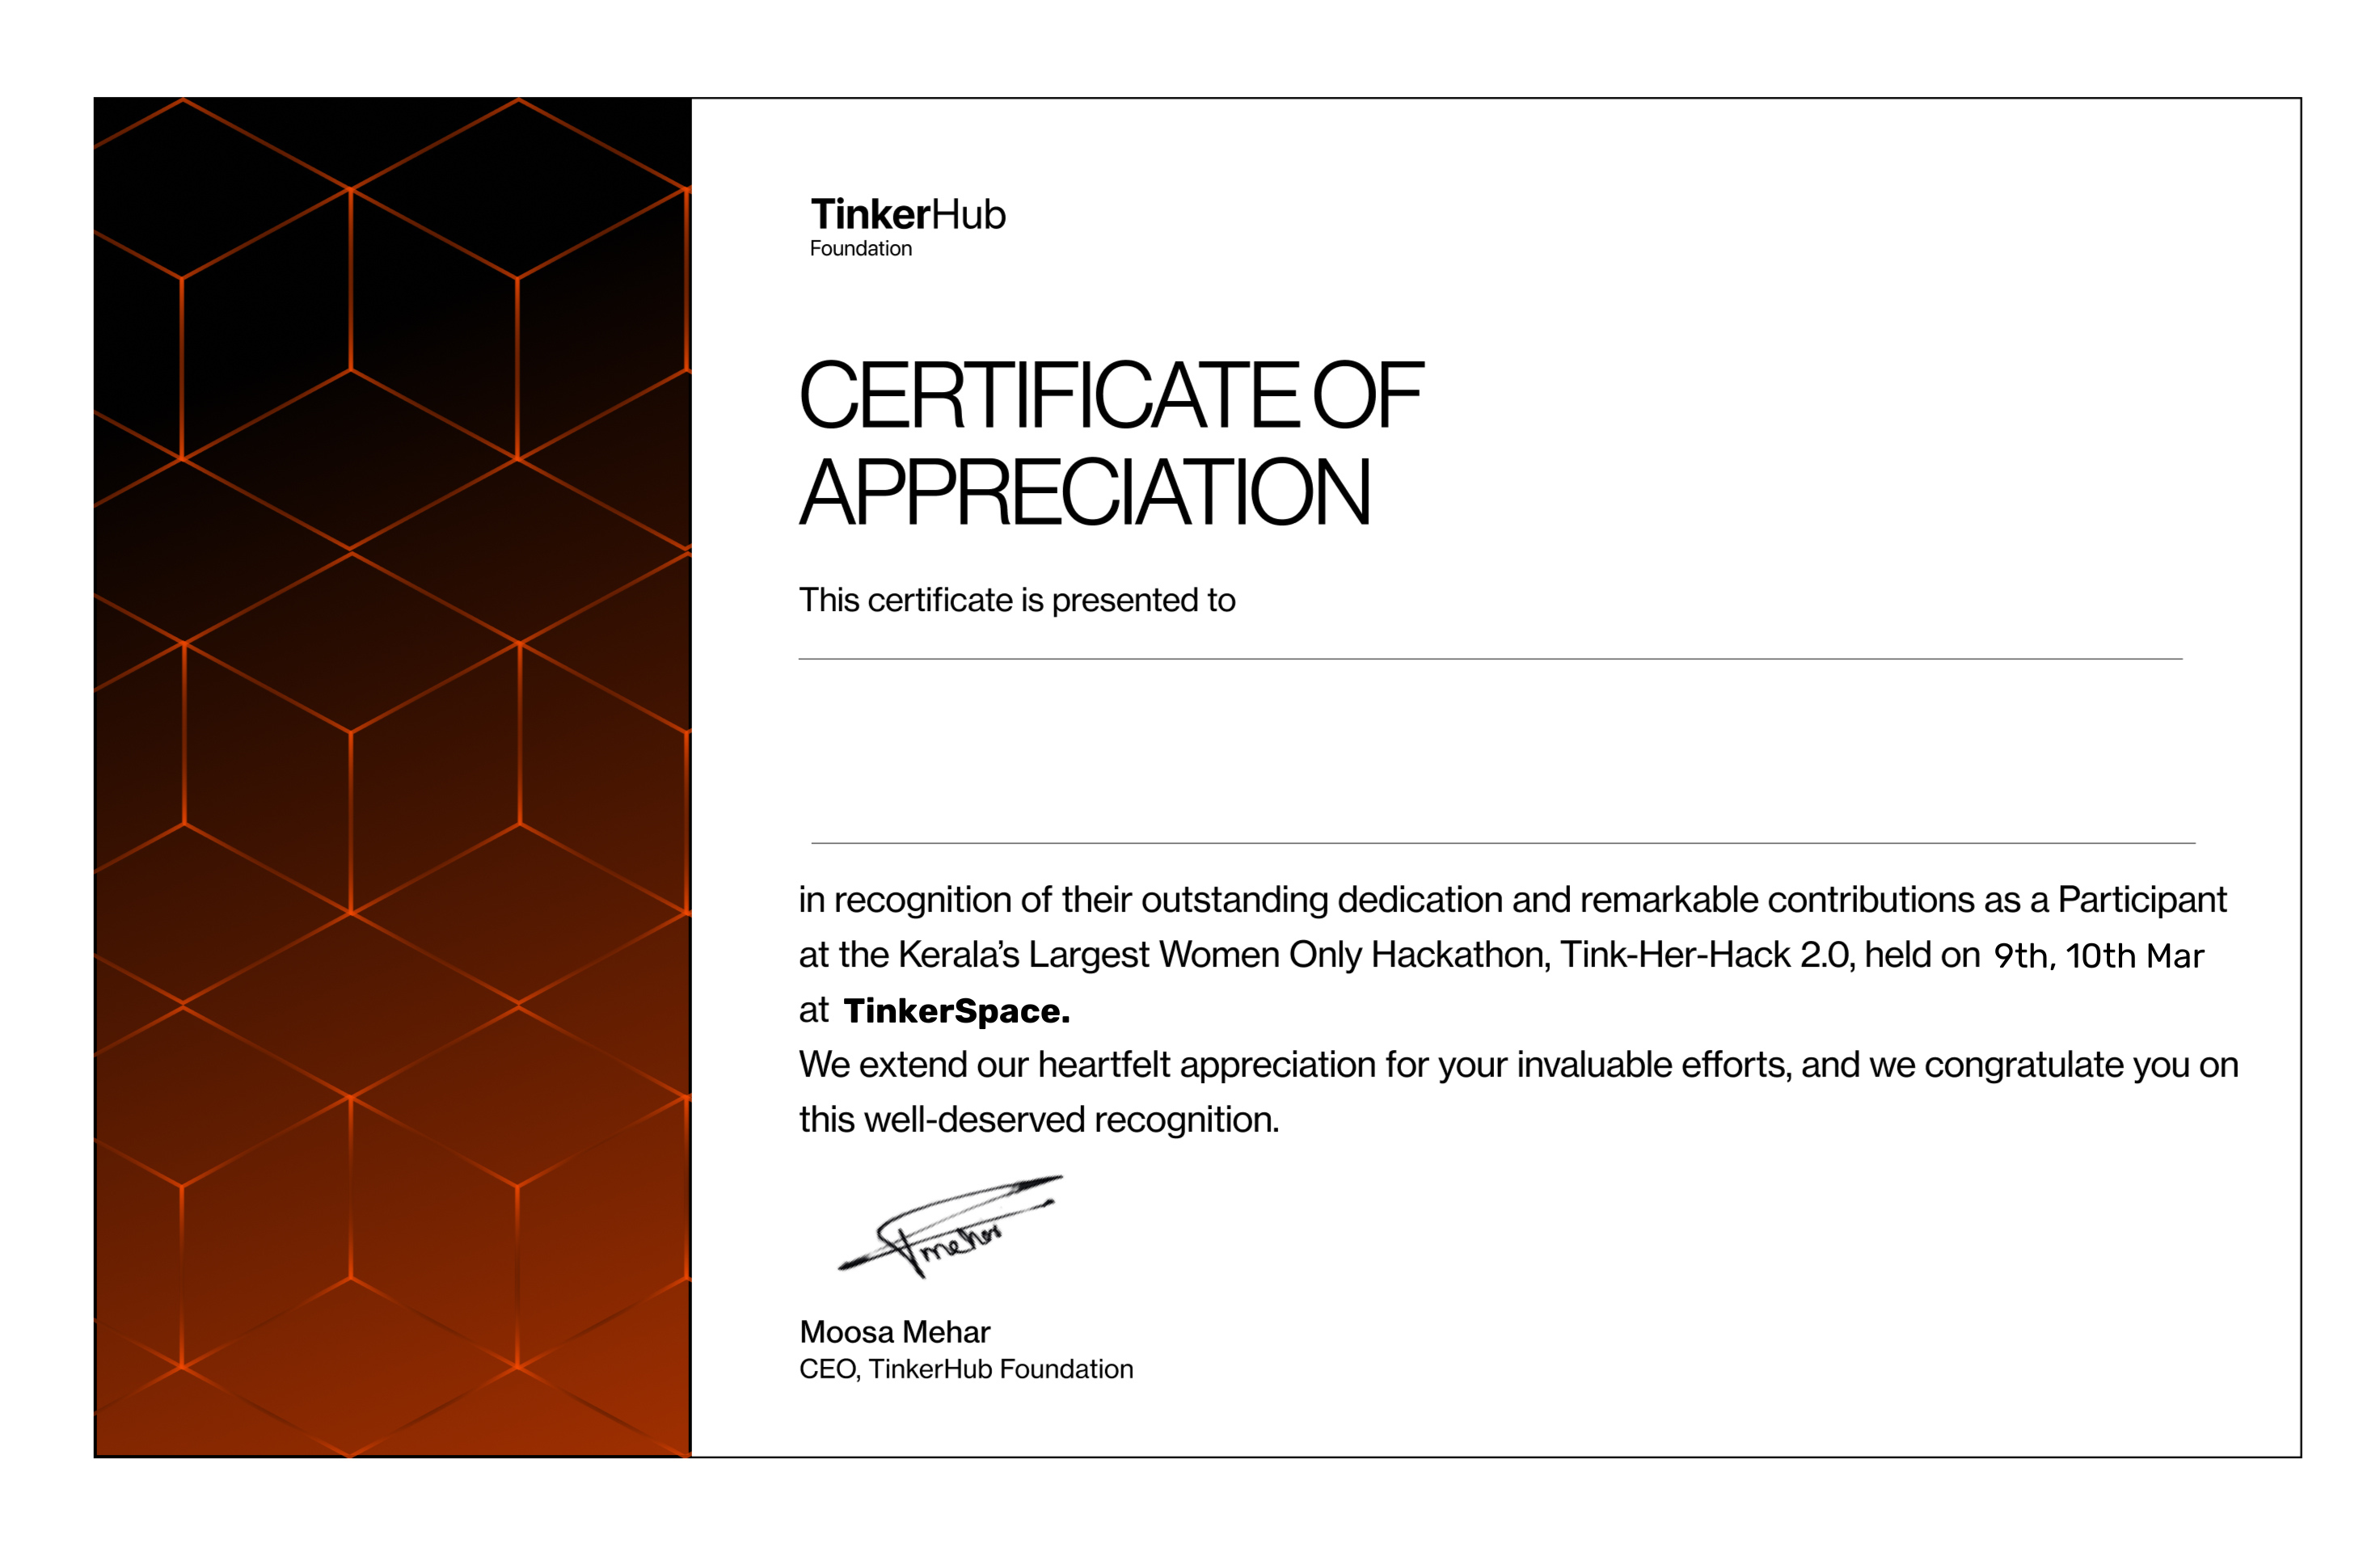 TinkerHub
Foundation
CERTIFICATE OF
APPRECIATION
This certificate is presented to
in recognition of their outstanding dedication and remarkable contributions as a Participant
at the Kerala’s Largest Women Only Hackathon, Tink-Her-Hack 2.0, held on 9th, 10th Mar
at TinkerSpace.
We extend our heartfelt appreciation for your invaluable efforts, and we congratulate you on
this well-deserved recognition.
Moosa Mehar
CEO, TinkerHub Foundation